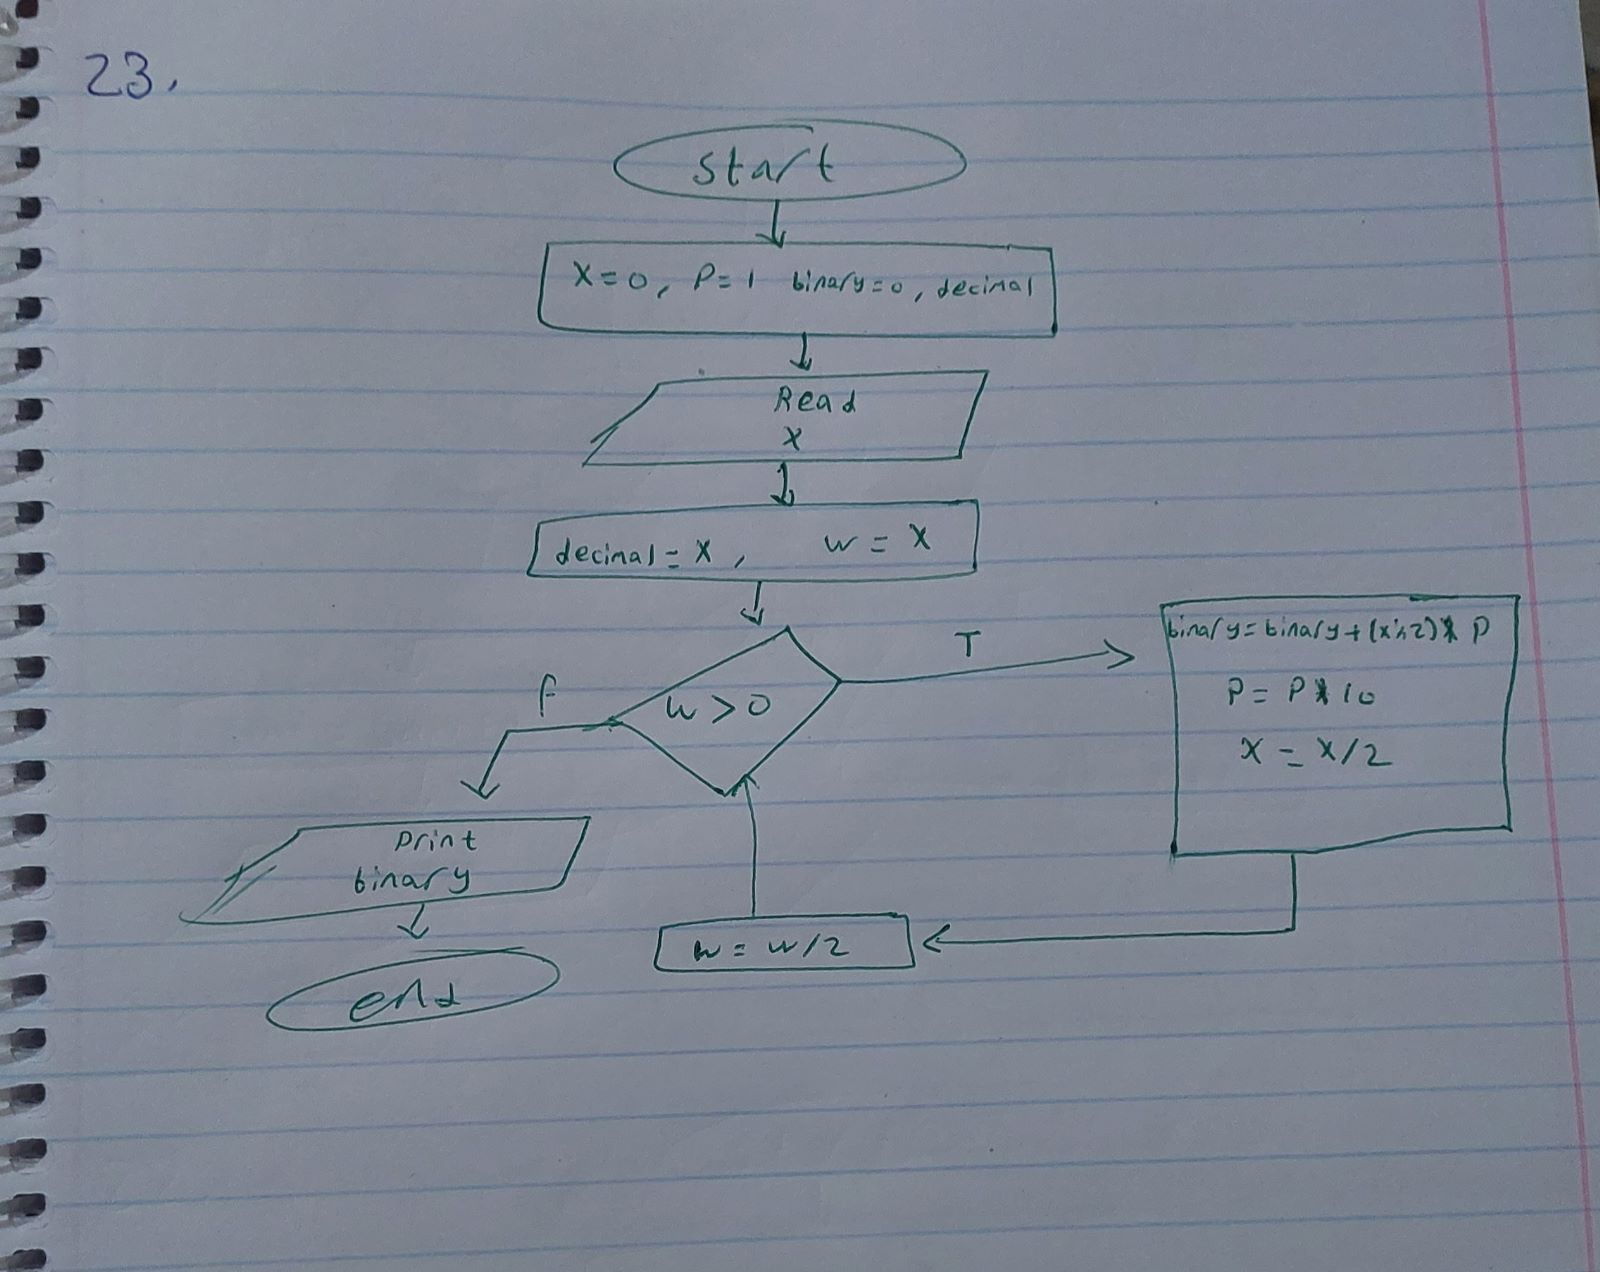 23.
start
X=0, P=1 binary=0, decimal
Read
X
decimal=X, w=X
T
binary=binary+(x%2)*P
P=P*10
X=X/2
F
w>0
print
binary
w=w/2
end